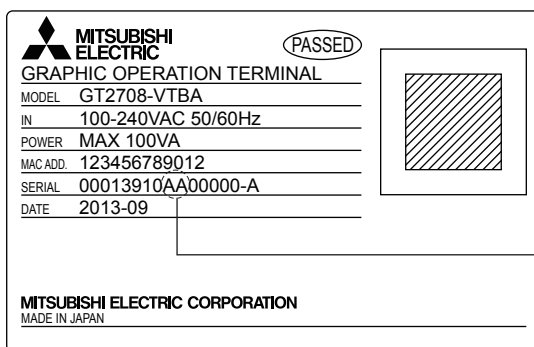 MITSUBISHI
ELECTRIC
PASSED
GRAPHIC OPERATION TERMINAL
MODEL GT2708-VTBA
IN 100-240VAC 50/60Hz
POWER MAX 100VA
MAC ADD. 123456789012
SERIAL 00013910AA00000-A
DATE 2013-09
MITSUBISHI ELECTRIC CORPORATION
MADE IN JAPAN